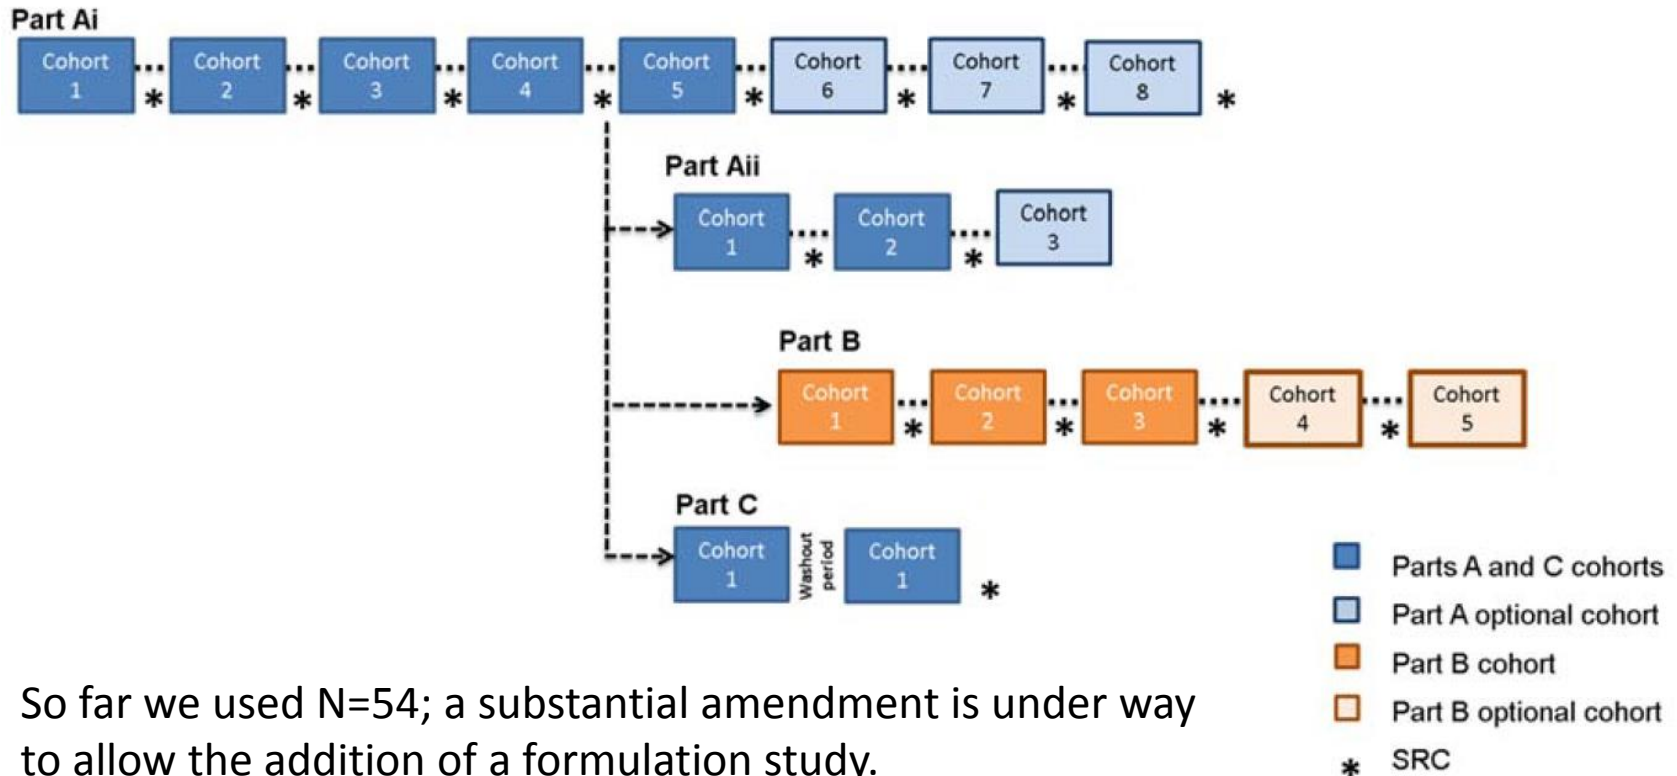 Part Ai
Cohort
1
Cohort
2
Cohort
3
Cohort
4
Cohort
5
Cohort
6
Cohort
7
Cohort
8
* * * * * * * *
Part Aii
Cohort
1
Cohort
2
Cohort
3
* *
Part B
Cohort
1
Cohort
2
Cohort
3
Cohort
4
Cohort
5
* * * *
Part C
Cohort
1
Washout
period
Cohort
1
*
Parts A and C cohorts
Part A optional cohort
Part B cohort
Part B optional cohort
* SRC
So far we used N=54; a substantial amendment is under way
to allow the addition of a formulation study.